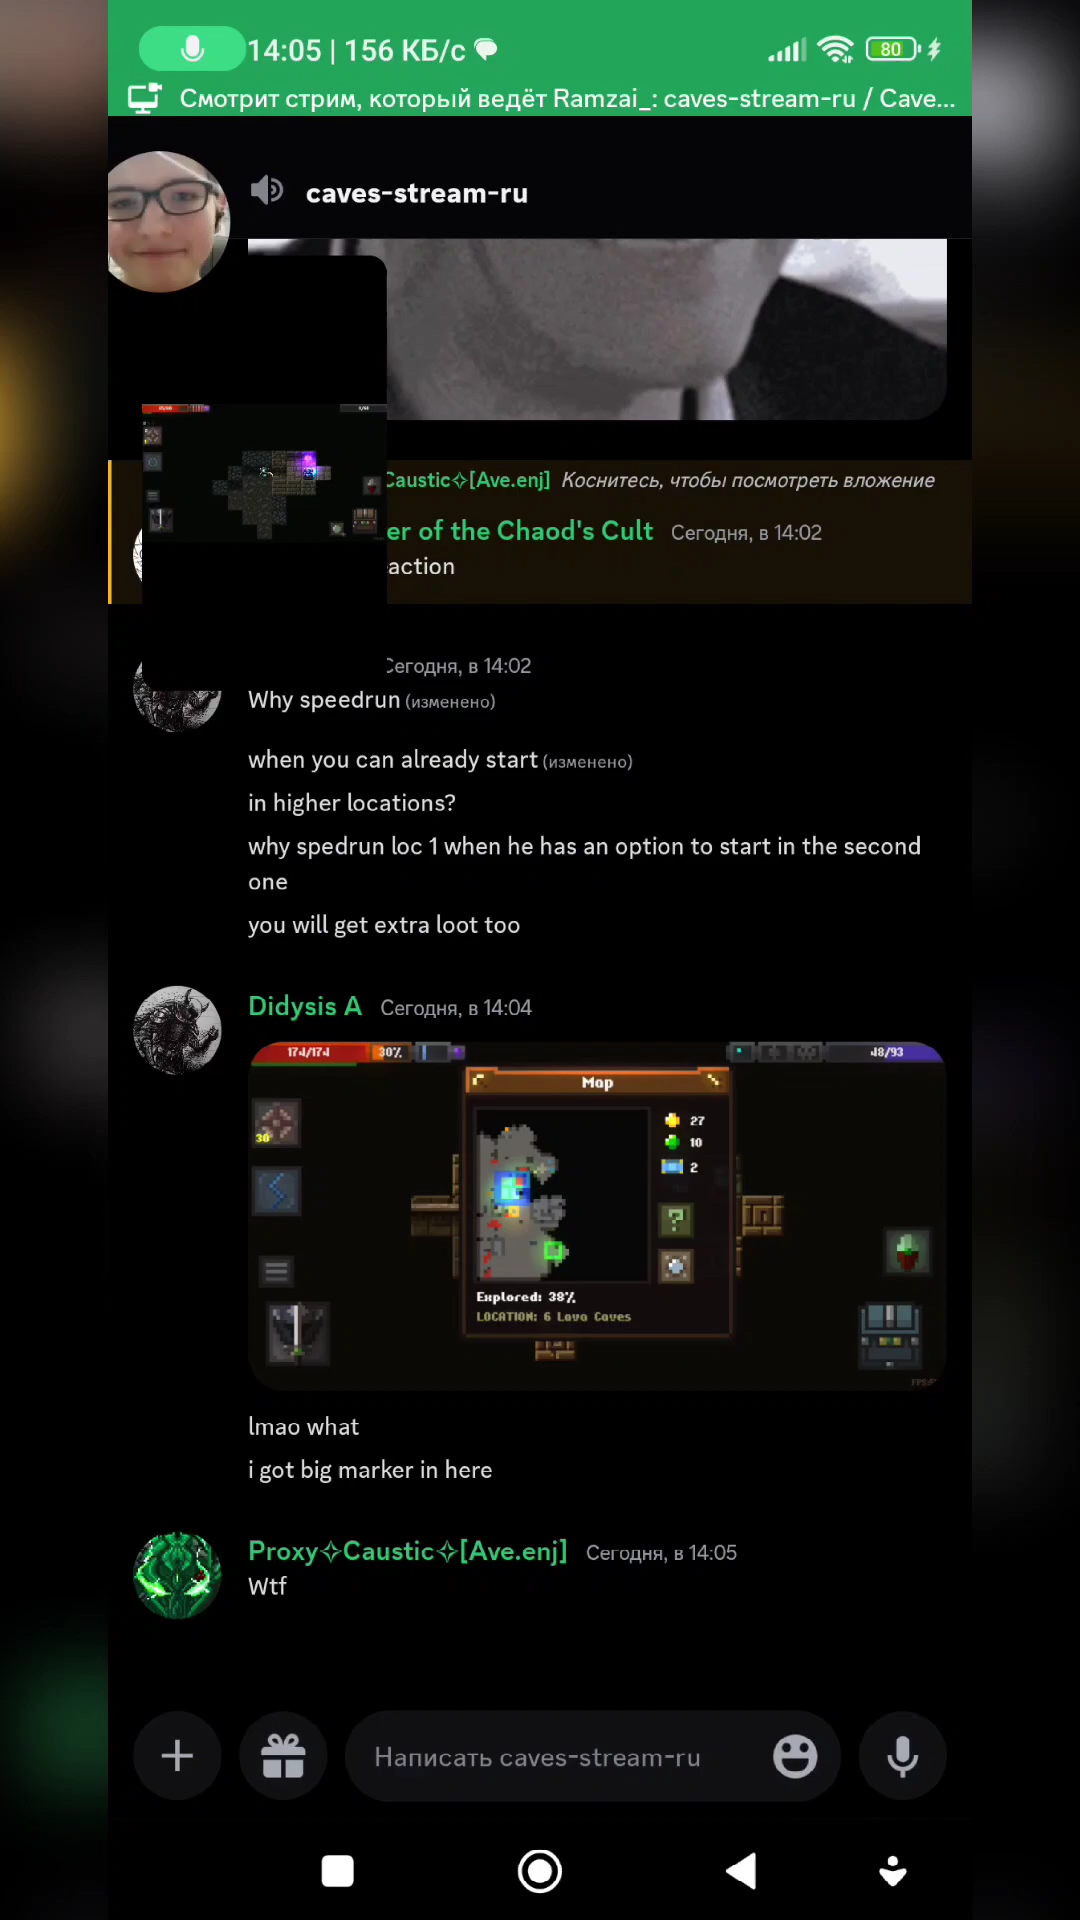 14:05 | 156 КБ/с
80
Смотрит стрим, который ведёт Ramzai_: caves-stream-ru / Cave...
caves-stream-ru
Caustic✧[Ave.enj] Коснитесь, чтобы посмотреть вложение
er of the Chaod's Cult Сегодня, в 14:02
action
Сегодня, в 14:02
Why speedrun (изменено)
when you can already start (изменено)
in higher locations?
why spedrun loc 1 when he has an option to start in the second
one
you will get extra loot too
Didysis A Сегодня, в 14:04
174/174 30% 48/93
Map
27
30
10
2
Explored: 38%
LOCATION: 6 Lava Caves
lmao what
i got big marker in here
Proxy✧Caustic✧[Ave.enj] Сегодня, в 14:05
Wtf
Написать caves-stream-ru